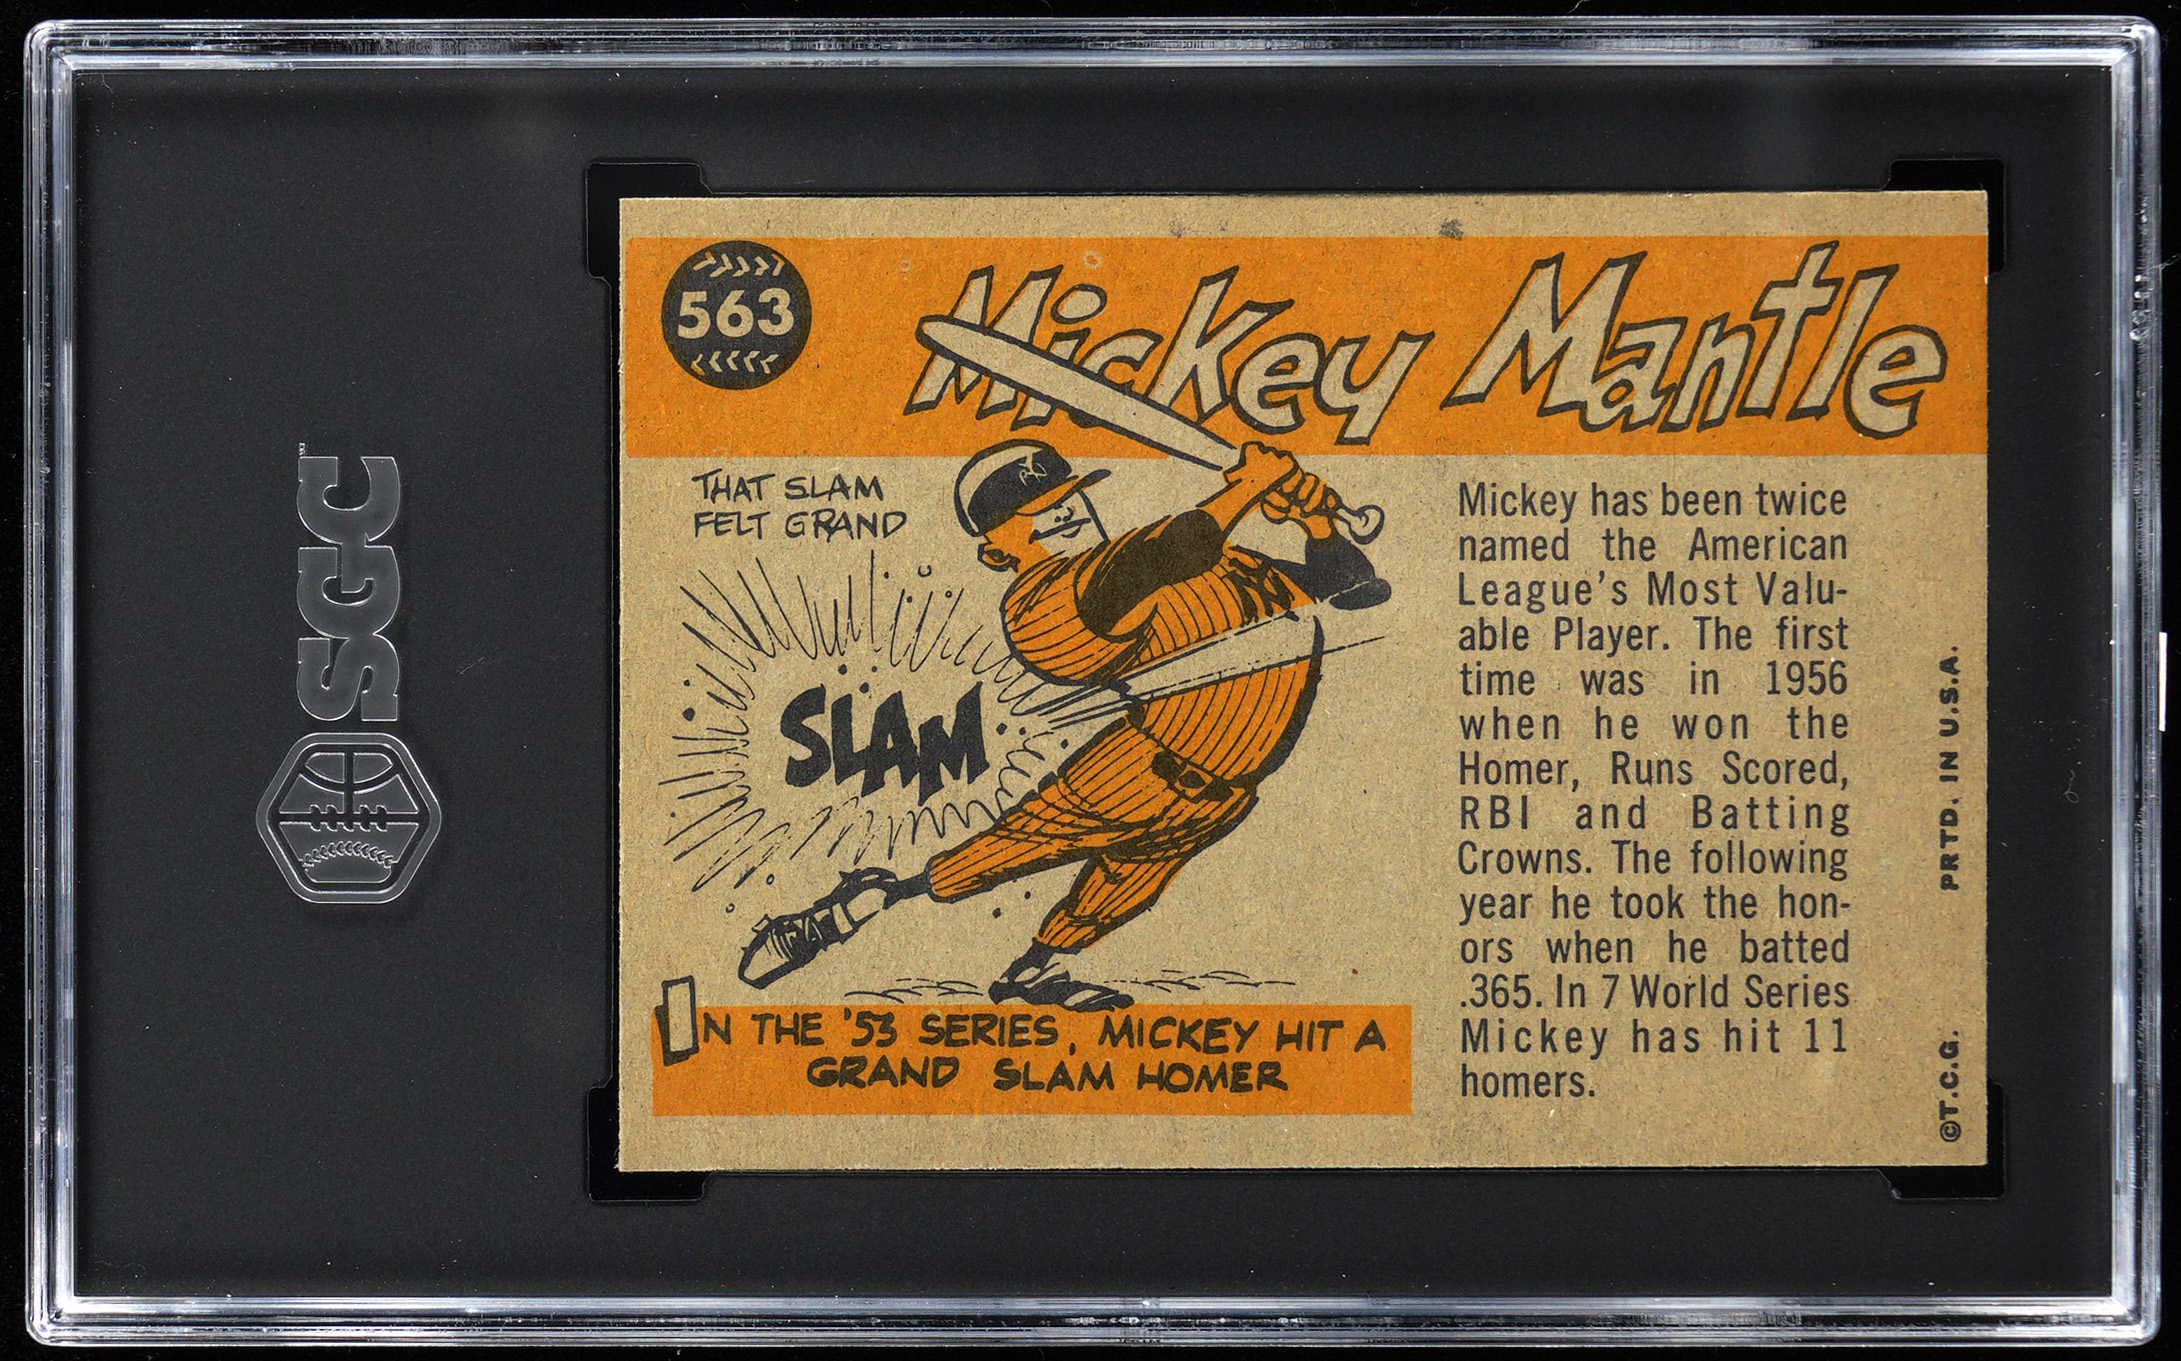 SGC
563
Mickey Mantle
THAT SLAM
FELT GRAND
SLAM
IN THE '53 SERIES, MICKEY HIT A
GRAND SLAM HOMER
Mickey has been twice
named the American
League's Most Valu-
able Player. The first
time was in 1956
when he won the
Homer, Runs Scored,
RBI and Batting
Crowns. The following
year he took the hon-
ors when he batted
.365. In 7 World Series
Mickey has hit 11
homers.
©T.C.G. PRTD. IN U.S.A.